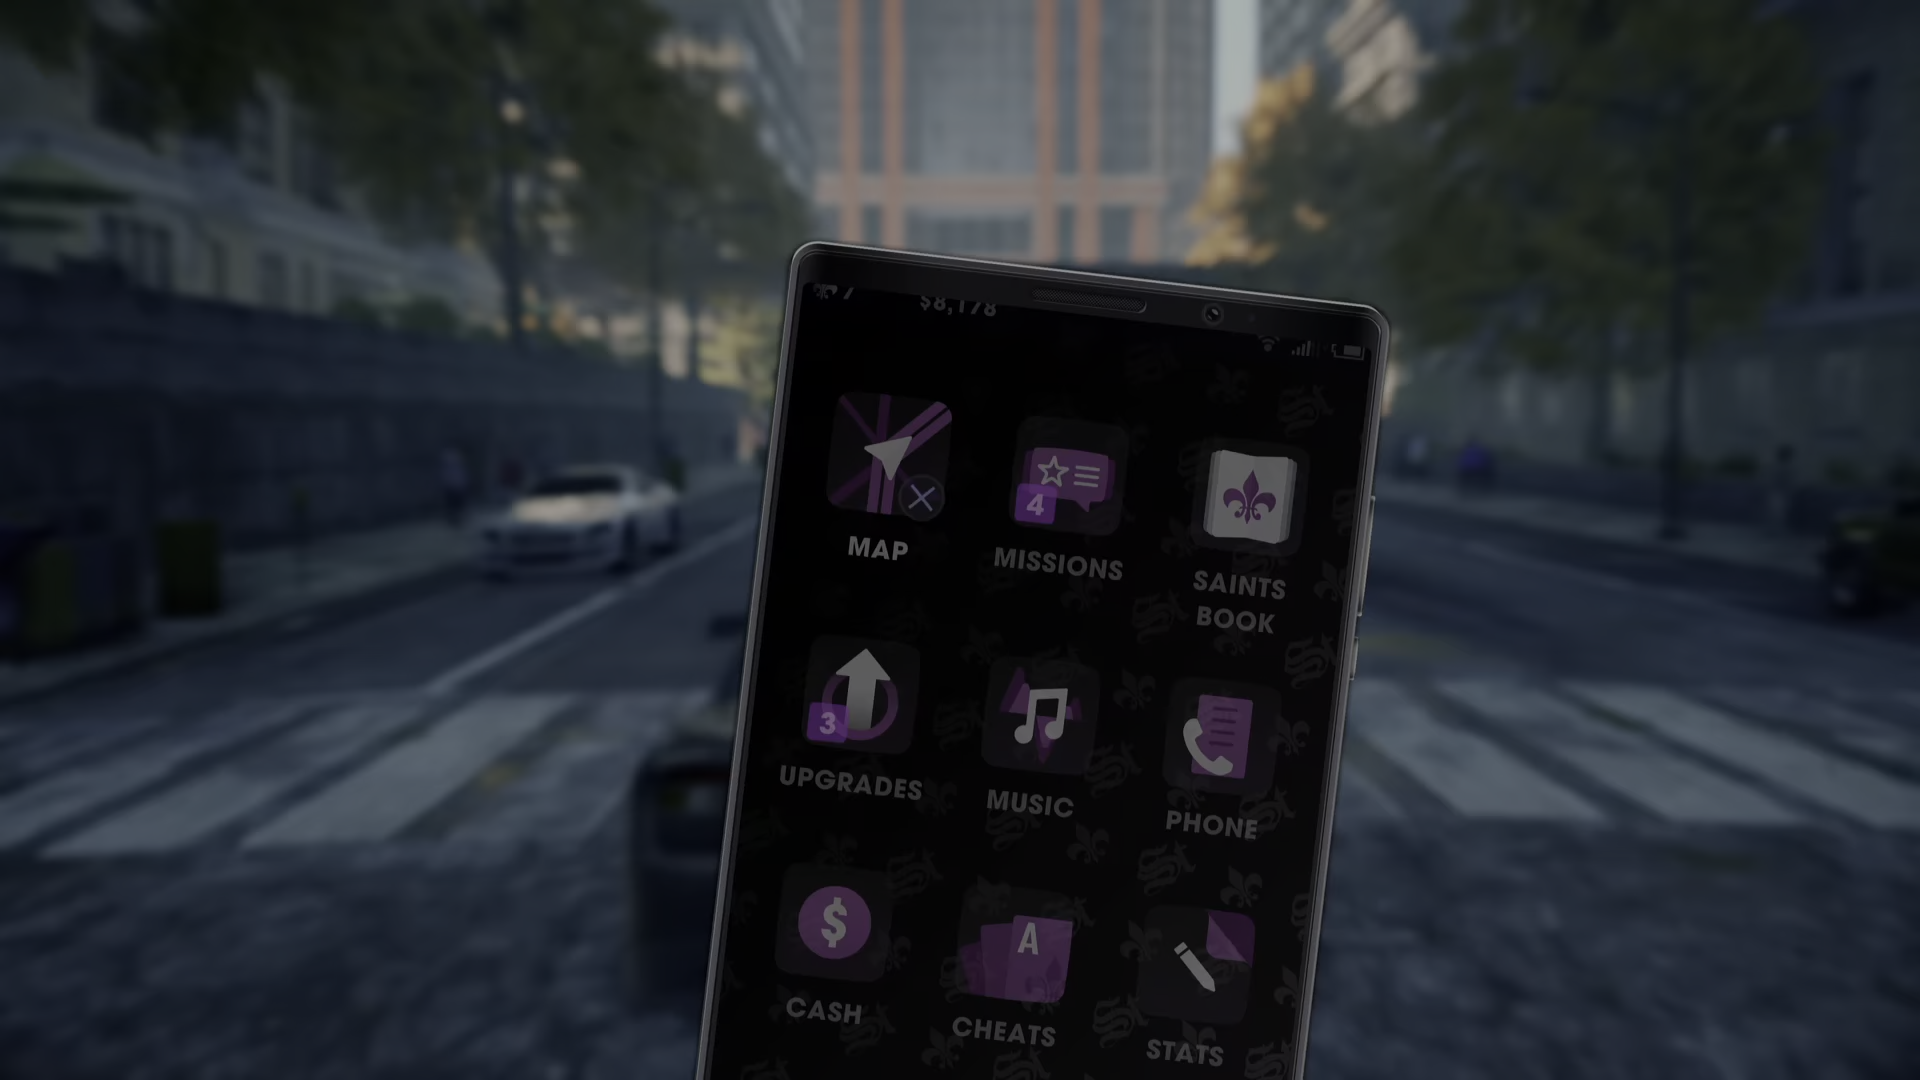 $8,178
MAP
4
MISSIONS
SAINTS
BOOK
3
UPGRADES
MUSIC
PHONE
$
CASH
A
CHEATS
STATS